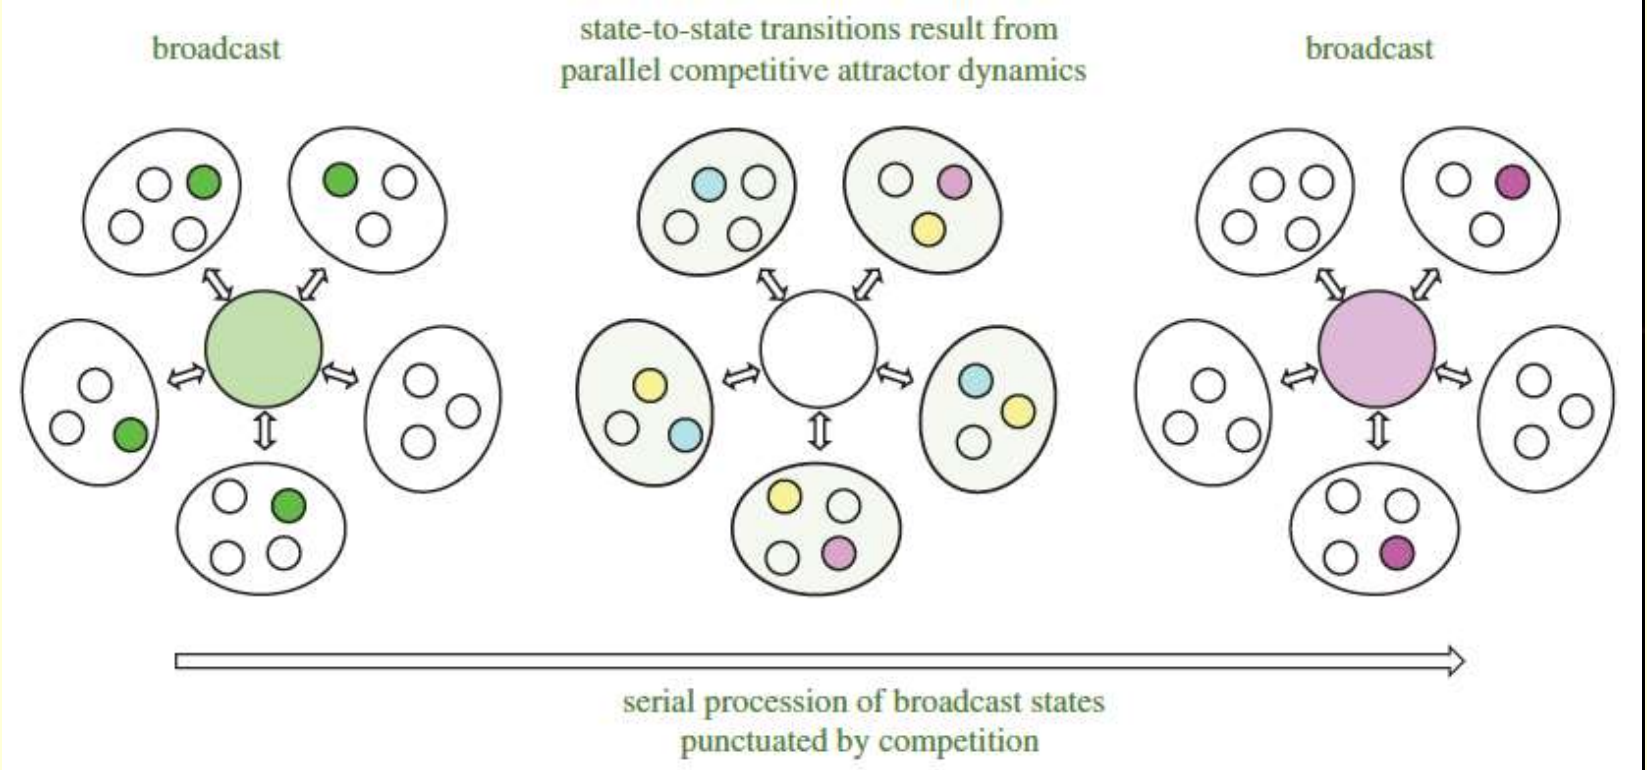 broadcast
state-to-state transitions result from
parallel competitive attractor dynamics
broadcast
serial procession of broadcast states
punctuated by competition